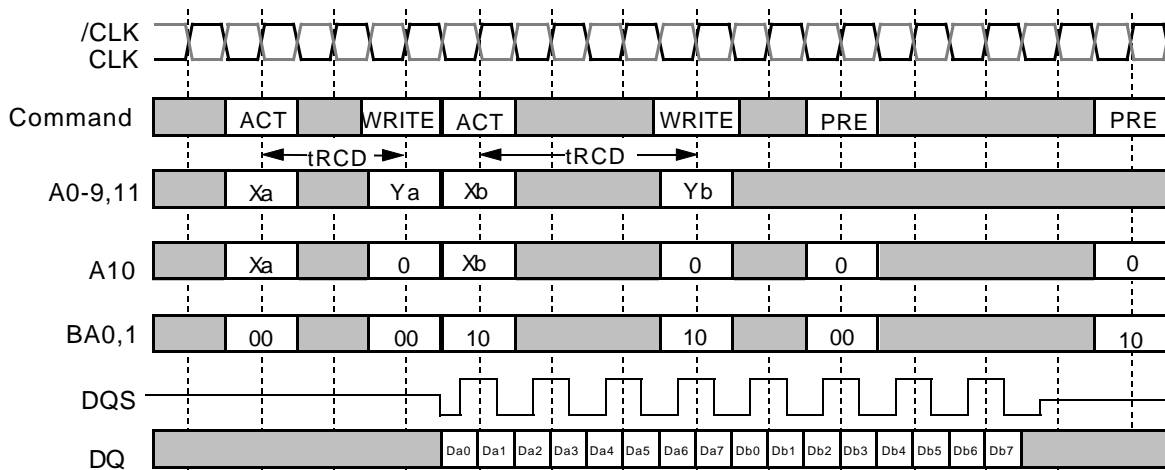 /CLK
CLK
Command ACT WRITE ACT WRITE PRE PRE
tRCD tRCD
A0-9,11 Xa Ya Xb Yb
A10 Xa 0 Xb 0 0 0
BA0,1 00 00 10 10 00 10
DQS
DQ Da0 Da1 Da2 Da3 Da4 Da5 Da6 Da7 Db0 Db1 Db2 Db3 Db4 Db5 Db6 Db7